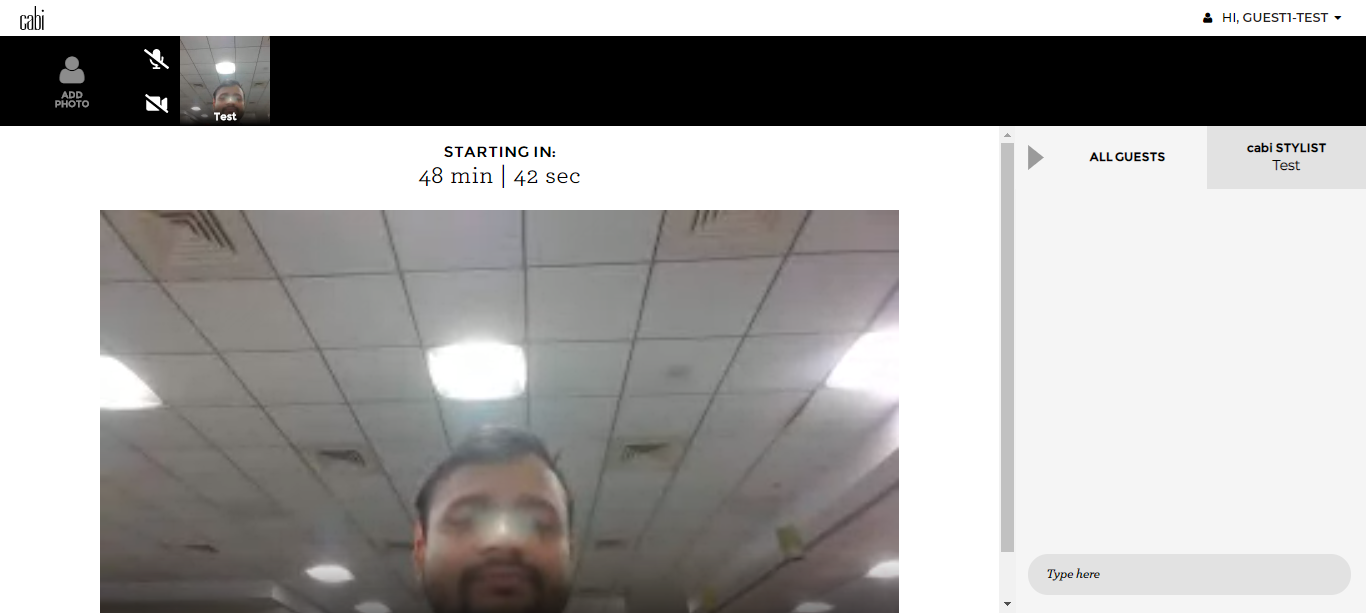 cabi
HI, GUEST1-TEST
ADD
PHOTO
Test
STARTING IN:
48 min | 42 sec
ALL GUESTS
cabi STYLIST
Test
Type here